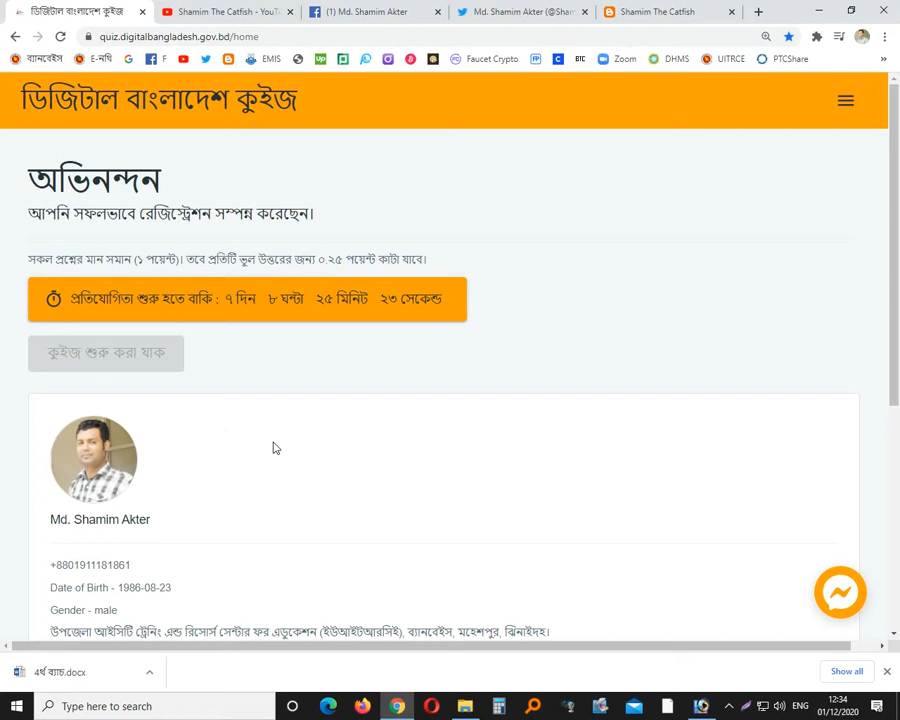 ডিজিটাল বাংলাদেশ কুইজ
Shamim The Catfish - YouT
(1) Md. Shamim Akter
Md. Shamim Akter (@Sham
Shamim The Catfish
quiz.digitalbangladesh.gov.bd/home
ব্যানবেইস
E-নথি
G
F
EMIS
Up
Faucet Crypto
FP
C
BTC
Zoom
DHMS
UITRCE
PTCShare
ডিজিটাল বাংলাদেশ কুইজ
অভিনন্দন
আপনি সফলভাবে রেজিস্ট্রেশন সম্পন্ন করেছেন।
সকল প্রশ্নের মান সমান (১ পয়েন্ট)। তবে প্রতিটি ভুল উত্তরের জন্য ০.২৫ পয়েন্ট কাটা যাবে।
প্রতিযোগিতা শুরু হতে বাকি : ৭ দিন ৮ ঘন্টা ২৫ মিনিট ২৩ সেকেন্ড
কুইজ শুরু করা যাক
Md. Shamim Akter
+8801911181861
Date of Birth - 1986-08-23
Gender - male
উপজেলা আইসিটি ট্রেনিং এন্ড রিসোর্স সেন্টার ফর এডুকেশন (ইউআইটিআরসিই), ব্যানবেইস, মহেশপুর, ঝিনাইদহ।
4র্থ ব্যাচ.docx
Show all
Type here to search
ENG
12:34
01/12/2020